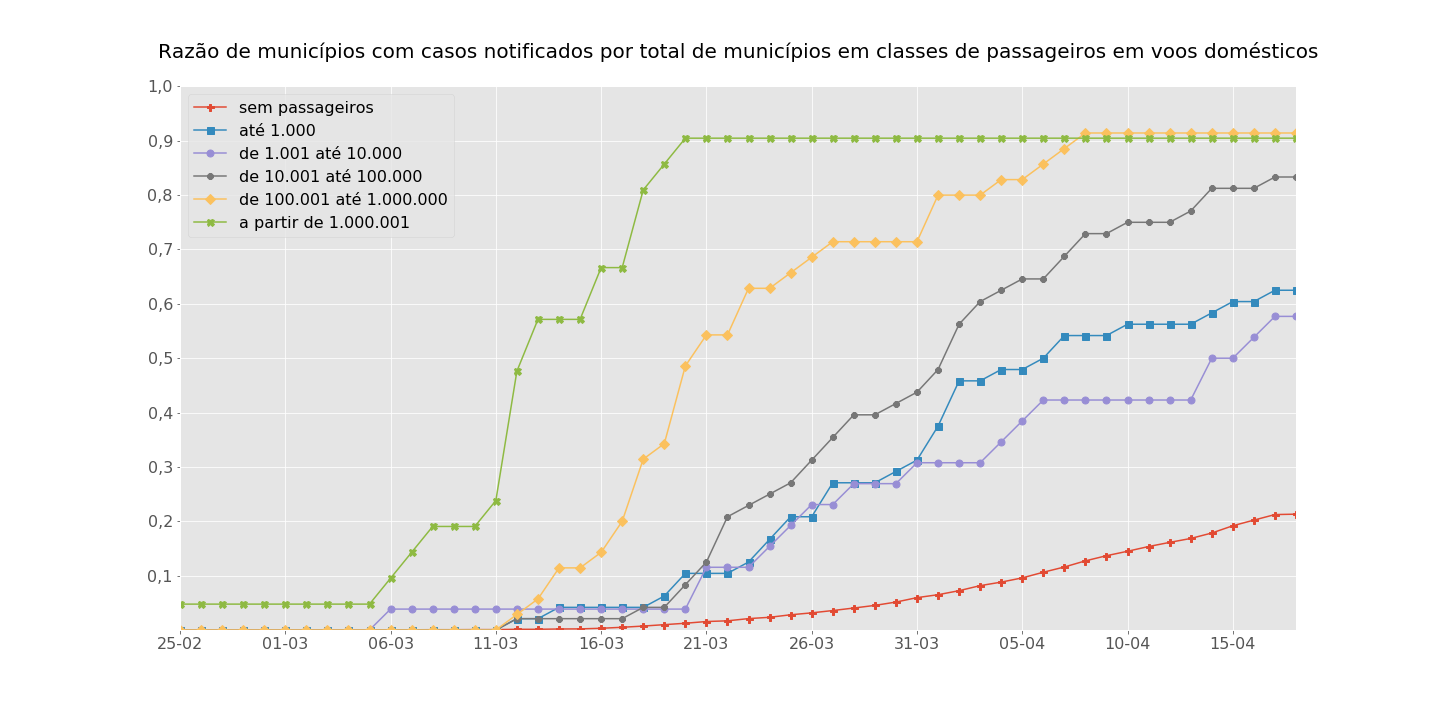 Razão de municípios com casos notificados por total de municípios em classes de passageiros em voos domésticos
1,0
0,9
0,8
0,7
0,6
0,5
0,4
0,3
0,2
0,1
sem passageiros
até 1.000
de 1.001 até 10.000
de 10.001 até 100.000
de 100.001 até 1.000.000
a partir de 1.000.001
25-02 01-03 06-03 11-03 16-03 21-03 26-03 31-03 05-04 10-04 15-04